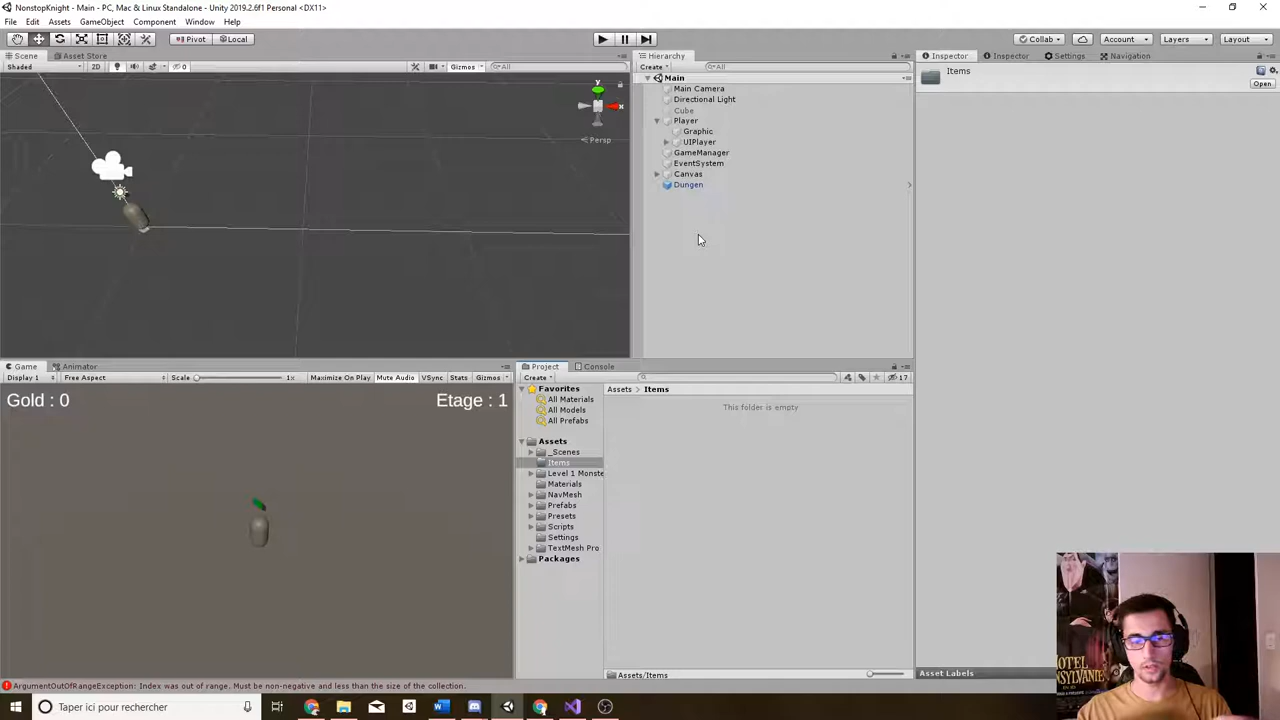 NonstopKnight - Main - PC, Mac & Linux Standalone - Unity 2019.2.6f1 Personal <DX11>
File Edit Assets GameObject Component Window Help
Pivot Local Collab Account Layers Layout
Scene Asset Store
Shaded 2D 0 Gizmos All
y
x
Persp
Hierarchy
Create All
Main
Main Camera
Directional Light
Cube
Player
Graphic
UIPlayer
GameManager
EventSystem
Canvas
Dungen
Inspector Inspector Settings Navigation
Items
Open
Game Animator
Display 1 Free Aspect Scale 1x Maximize On Play Mute Audio VSync Stats Gizmos
Gold : 0 Etage : 1
Project Console
Create 17
Favorites
All Materials
All Models
All Prefabs
Assets
_Scenes
Items
Level 1 Monste
Materials
NavMesh
Prefabs
Presets
Scripts
Settings
TextMesh Pro
Packages
Assets > Items
This folder is empty
Assets/Items
Asset Labels
HOTEL
ArgumentOutOfRangeException: Index was out of range. Must be non-negative and less than the size of the collection.
Taper ici pour rechercher